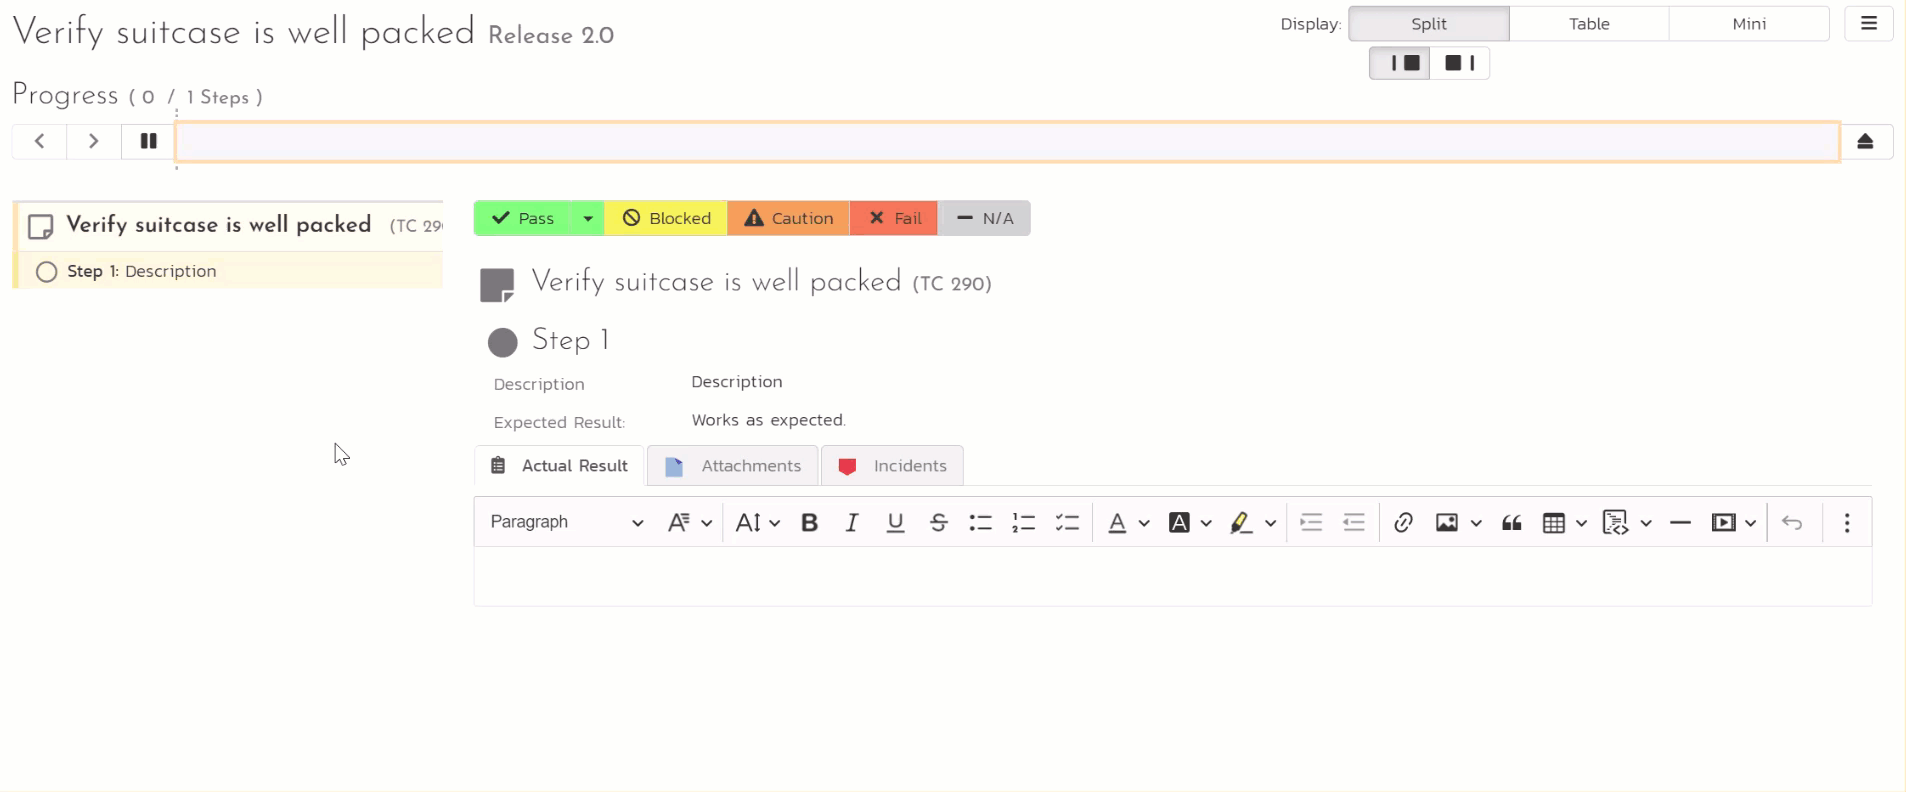 Verify suitcase is well packed Release 2.0
Display: Split Table Mini
Progress ( 0 / 1 Steps )
Verify suitcase is well packed (TC 29
Step 1: Description
Pass Blocked Caution Fail N/A
Verify suitcase is well packed (TC 290)
Step 1
Description Description
Expected Result: Works as expected.
Actual Result Attachments Incidents
Paragraph